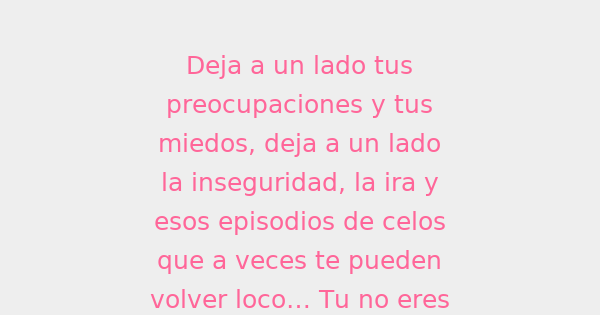 Deja a un lado tus
preocupaciones y tus
miedos, deja a un lado
la inseguridad, la ira y
esos episodios de celos
que a veces te pueden
volver loco... Tu no eres